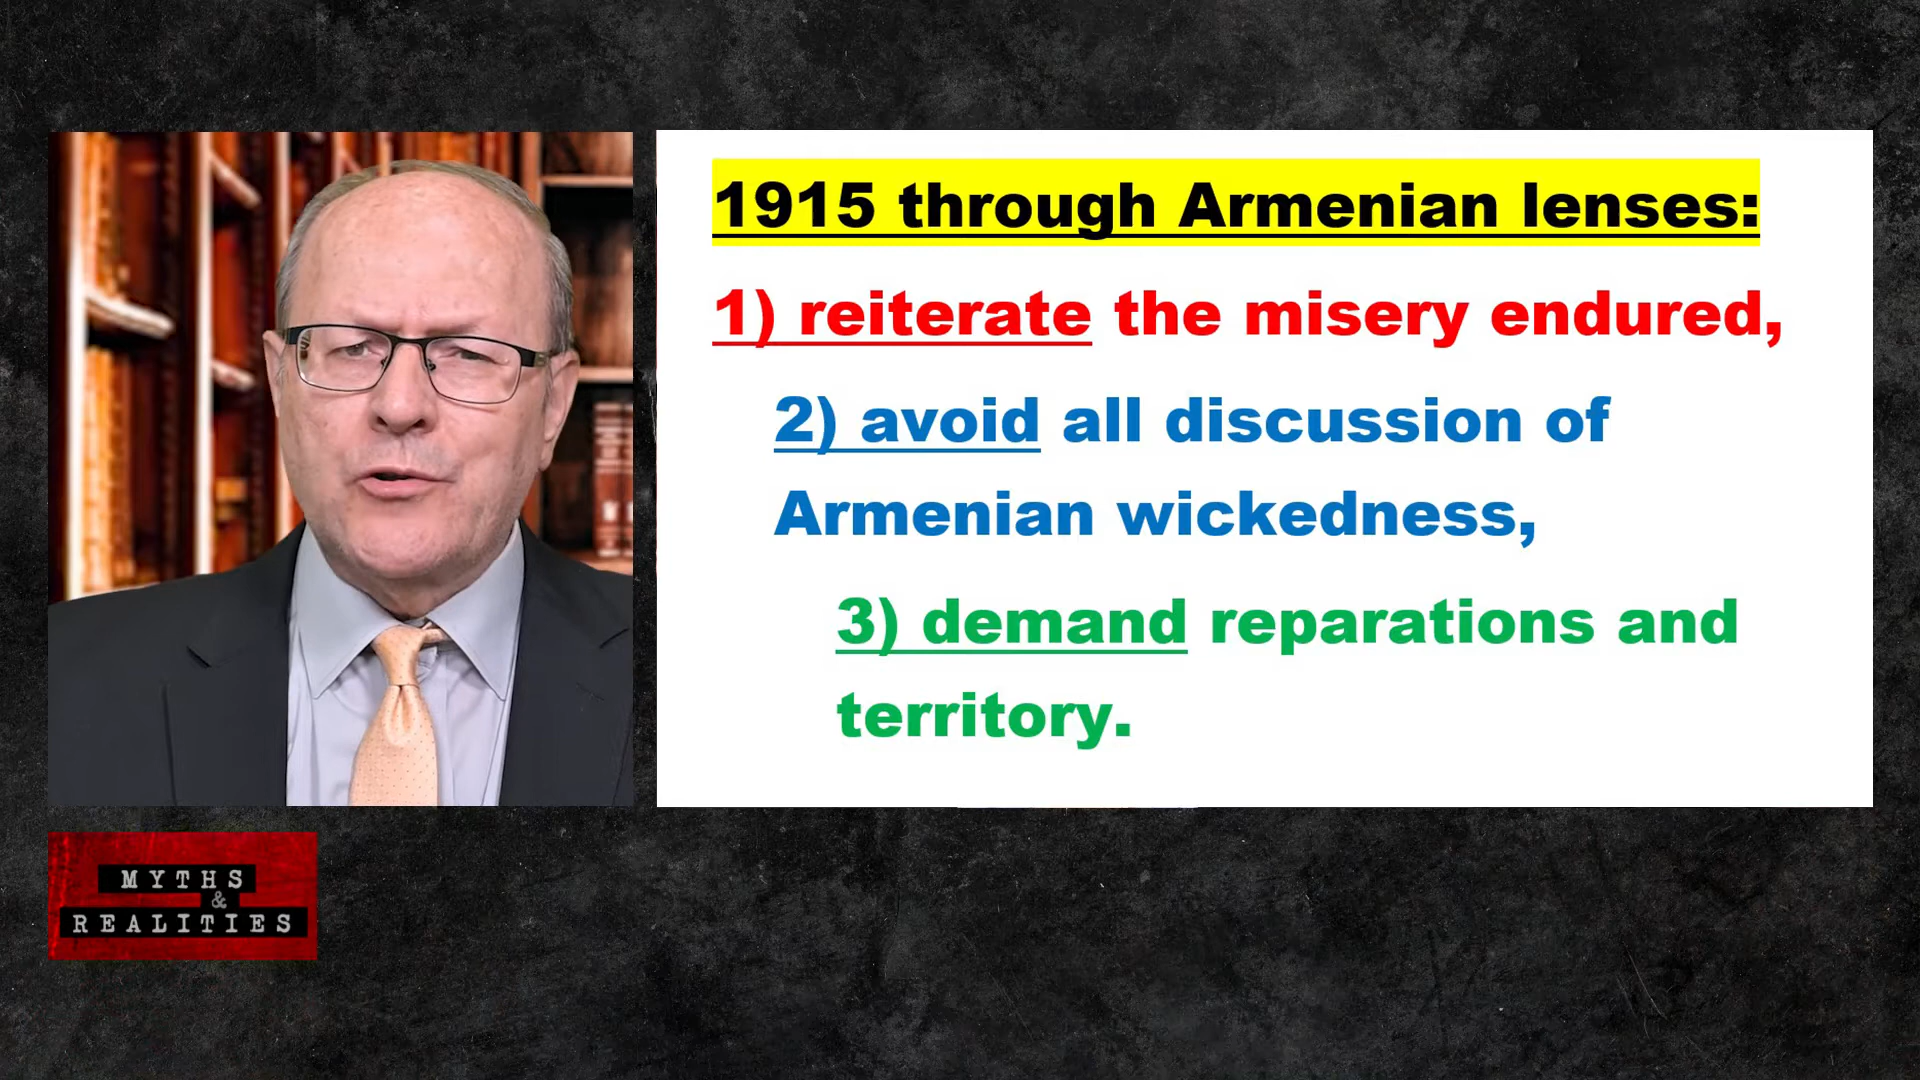 1915 through Armenian lenses:
1) reiterate the misery endured,
2) avoid all discussion of
Armenian wickedness,
3) demand reparations and
territory.
MYTHS
&
REALITIES